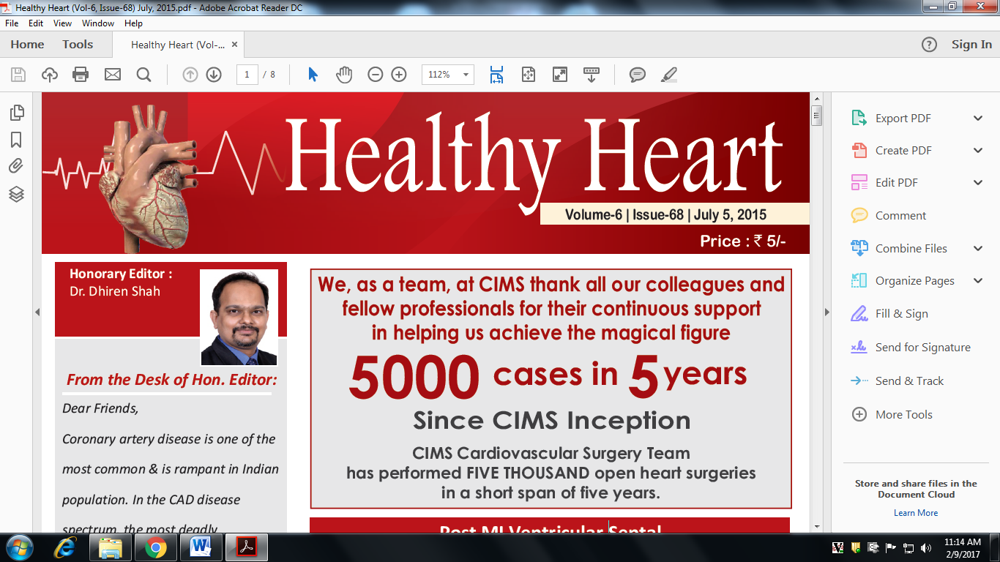 Healthy Heart (Vol-6, Issue-68) July, 2015.pdf - Adobe Acrobat Reader DC
File Edit View Window Help
Home Tools Healthy Heart (Vol-... × Sign In
1 / 8 112%
Healthy Heart
Volume-6 | Issue-68 | July 5, 2015
Price : ₹ 5/-
Honorary Editor :
Dr. Dhiren Shah
From the Desk of Hon. Editor:
Dear Friends,
Coronary artery disease is one of the
most common & is rampant in Indian
population. In the CAD disease
spectrum, the most deadly
We, as a team, at CIMS thank all our colleagues and
fellow professionals for their continuous support
in helping us achieve the magical figure
5000 cases in 5 years
Since CIMS Inception
CIMS Cardiovascular Surgery Team
has performed FIVE THOUSAND open heart surgeries
in a short span of five years.
Post MI Ventricular Septal
Export PDF
Create PDF
Edit PDF
Comment
Combine Files
Organize Pages
Fill & Sign
Send for Signature
Send & Track
More Tools
Store and share files in the
Document Cloud
Learn More
11:14 AM
2/9/2017